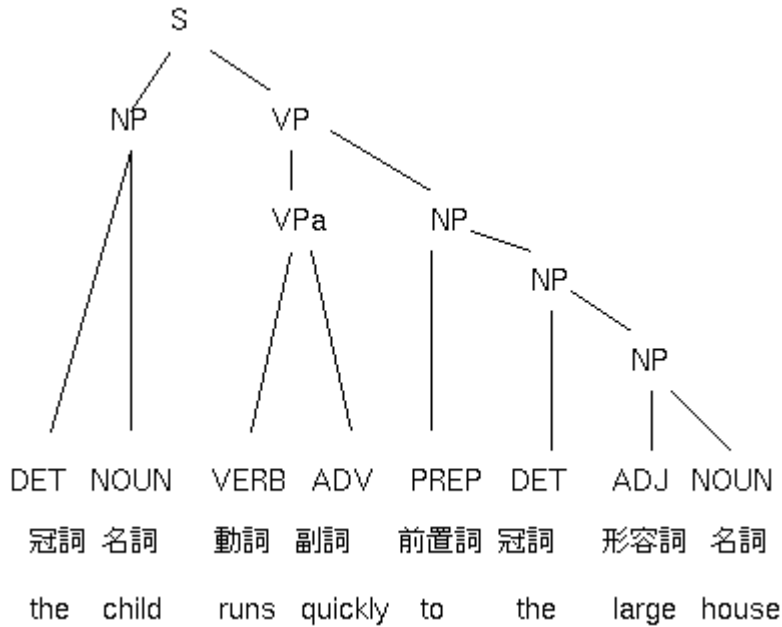 S
NP VP
VPa NP
NP
NP
DET NOUN VERB ADV PREP DET ADJ NOUN
冠詞 名詞 動詞 副詞 前置詞 冠詞 形容詞 名詞
the child runs quickly to the large house